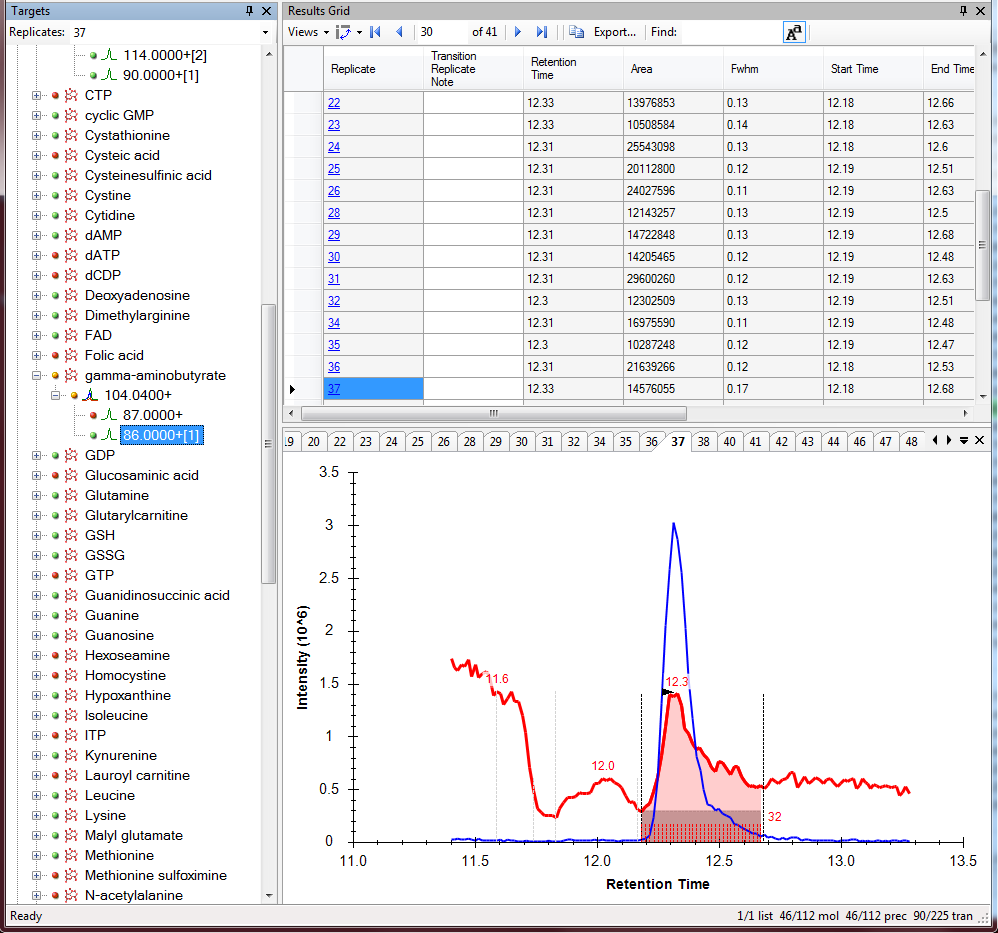 Targets
Replicates: 37
114.0000+[2]
90.0000+[1]
CTP
cyclic GMP
Cystathionine
Cysteic acid
Cysteinesulfinic acid
Cystine
Cytidine
dAMP
dATP
dCDP
Deoxyadenosine
Dimethylarginine
FAD
Folic acid
gamma-aminobutyrate
104.0400+
87.0000+
86.0000+[1]
GDP
Glucosaminic acid
Glutamine
Glutarylcarnitine
GSH
GSSG
GTP
Guanidinosuccinic acid
Guanine
Guanosine
Hexoseamine
Homocystine
Hypoxanthine
Isoleucine
ITP
Kynurenine
Lauroyl carnitine
Leucine
Lysine
Malyl glutamate
Methionine
Methionine sulfoximine
N-acetylalanine
Results Grid
Views 30 of 41 Export... Find: Aa
Replicate Transition Replicate Note Retention Time Area Fwhm Start Time End Time
22 12.33 13976853 0.13 12.18 12.66
23 12.33 10508584 0.14 12.18 12.63
24 12.31 25543098 0.13 12.18 12.6
25 12.31 20112800 0.12 12.19 12.51
26 12.31 24027596 0.11 12.19 12.63
28 12.31 12143257 0.13 12.19 12.5
29 12.31 14722848 0.13 12.19 12.68
30 12.31 14205465 0.12 12.19 12.48
31 12.31 29600260 0.12 12.19 12.63
32 12.3 12302509 0.13 12.19 12.51
34 12.31 16975590 0.11 12.19 12.48
35 12.3 10287248 0.12 12.19 12.47
36 12.31 21639266 0.12 12.18 12.53
37 12.33 14576055 0.17 12.18 12.68
.9 20 22 23 24 25 26 28 29 30 31 32 34 35 36 37 38 40 41 42 43 44 46 47 48
3.5
3
2.5
2
1.5
1
0.5
0
Intensity (10^6)
11.6
12.0
12.3
32
11.0 11.5 12.0 12.5 13.0 13.5
Retention Time
Ready
1/1 list 46/112 mol 46/112 prec 90/225 tran